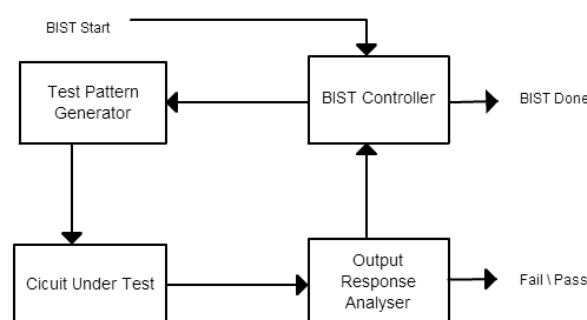 BIST Start
Test Pattern
Generator
BIST Controller
BIST Done
Cicuit Under Test
Output
Response
Analyser
Fail \ Pass